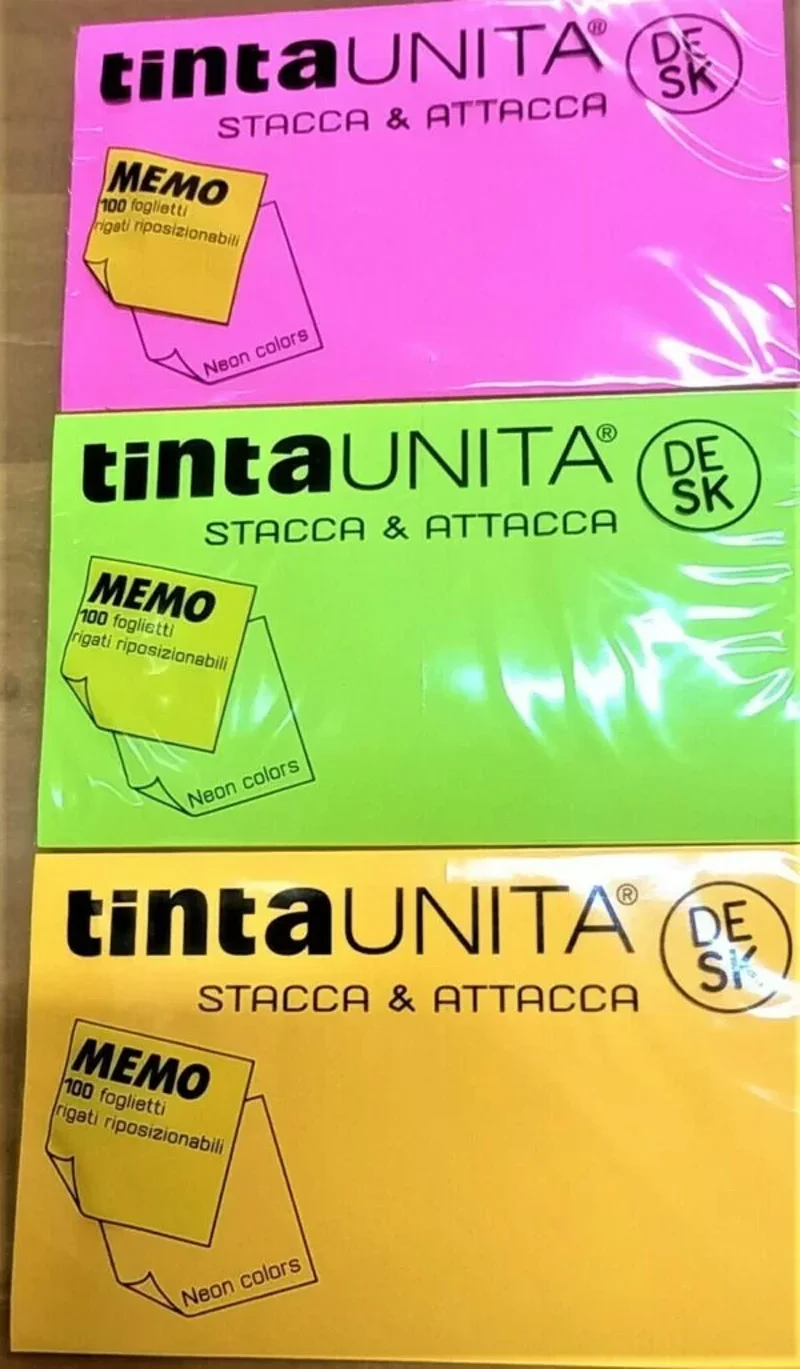 tintaUNITA® DE
SK
STACCA & ATTACCA
MEMO
100 foglietti
rigati riposizionabili
Neon colors
tintaUNITA® DE
SK
STACCA & ATTACCA
MEMO
100 foglietti
rigati riposizionabili
Neon colors
tintaUNITA® DE
SK
STACCA & ATTACCA
MEMO
100 foglietti
rigati riposizionabili
Neon colors